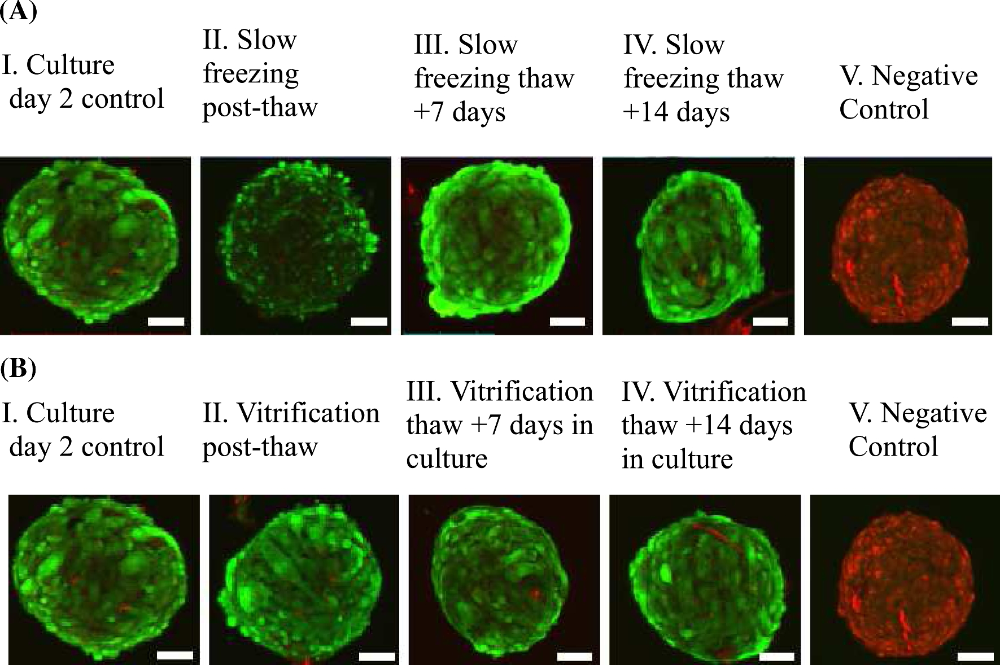 (A)
I. Culture
day 2 control
II. Slow
freezing
post-thaw
III. Slow
freezing thaw
+7 days
IV. Slow
freezing thaw
+14 days
V. Negative
Control
(B)
I. Culture
day 2 control
II. Vitrification
post-thaw
III. Vitrification
thaw +7 days in
culture
IV. Vitrification
thaw +14 days
in culture
V. Negative
Control